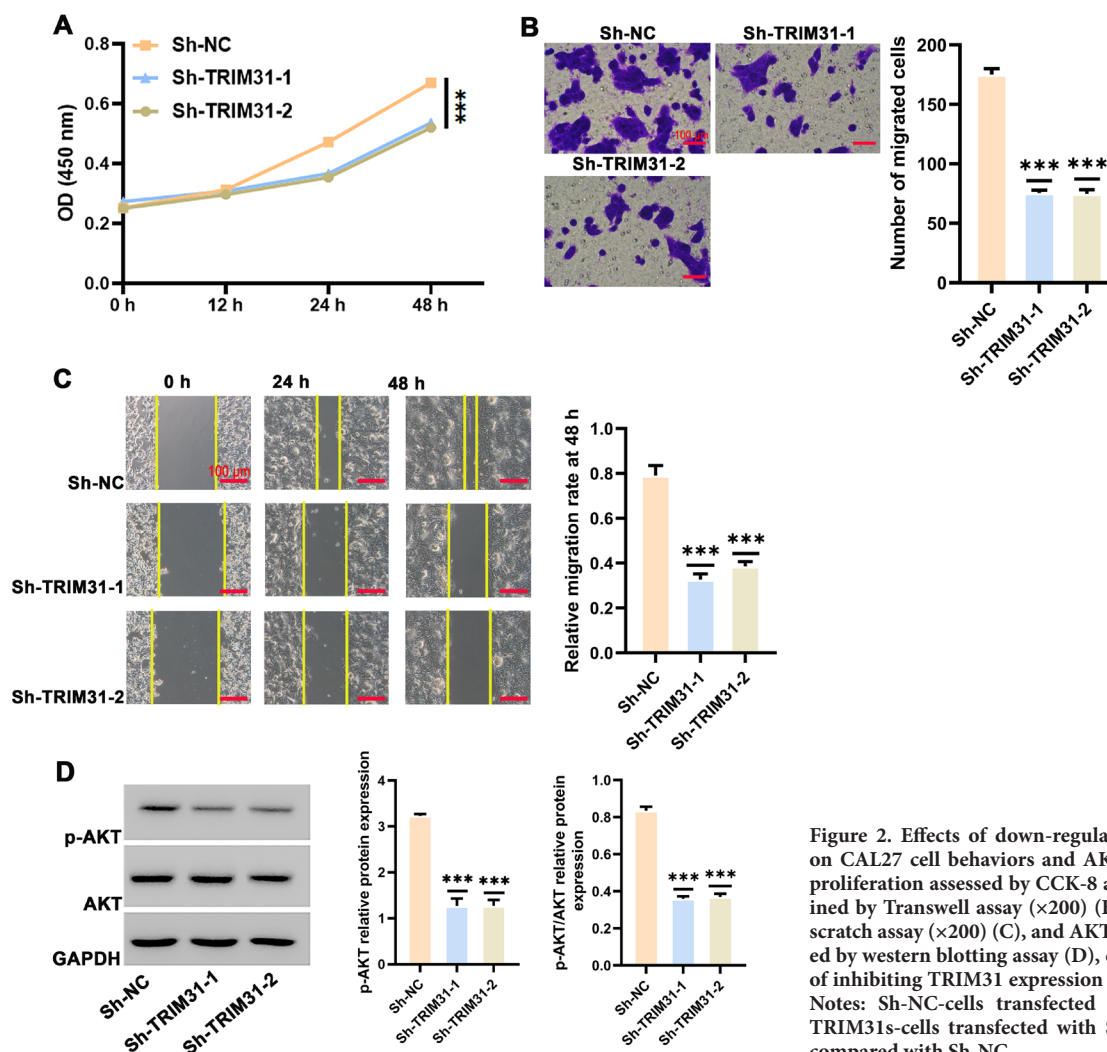 A
0.8
0.6
0.4
0.2
0.0
OD (450 nm)
Sh-NC
Sh-TRIM31-1
Sh-TRIM31-2
***
0 h 12 h 24 h 48 h
B
Sh-NC Sh-TRIM31-1
100 μm
Sh-TRIM31-2
Number of migrated cells
200
150
100
50
0
*** ***
Sh-NC
Sh-TRIM31-1
Sh-TRIM31-2
C
0 h 24 h 48 h
100 μm
Sh-NC
Sh-TRIM31-1
Sh-TRIM31-2
Relative migration rate at 48 h
1.0
0.8
0.6
0.4
0.2
0.0
*** ***
Sh-NC
Sh-TRIM31-1
Sh-TRIM31-2
D
p-AKT
AKT
GAPDH
Sh-NC
Sh-TRIM31-1
Sh-TRIM31-2
p-AKT relative protein expression
4
3
2
1
0
*** ***
Sh-NC
Sh-TRIM31-1
Sh-TRIM31-2
p-AKT/AKT relative protein
expression
1.0
0.8
0.6
0.4
0.2
0.0
*** ***
Sh-NC
Sh-TRIM31-1
Sh-TRIM31-2
Figure 2. Effects of down-regula
on CAL27 cell behaviors and AK
proliferation assessed by CCK-8 a
ined by Transwell assay (×200) (
scratch assay (×200) (C), and AKT
ed by western blotting assay (D),
of inhibiting TRIM31 expression
Notes: Sh-NC-cells transfected
TRIM31s-cells transfected with S
compared with Sh-NC